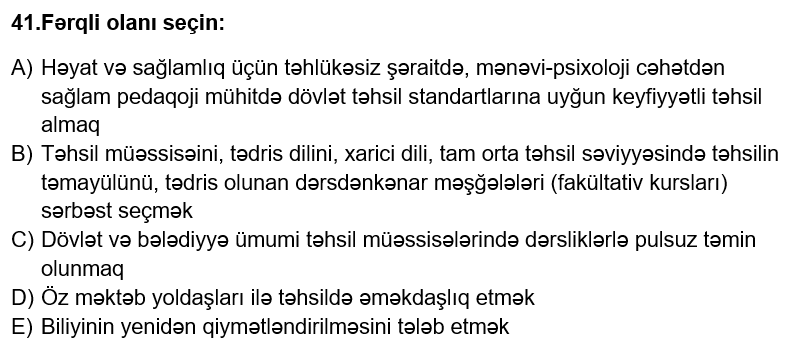 41.Fərqli olanı seçin:
A) Həyat və sağlamlıq üçün təhlükəsiz şəraitdə, mənəvi-psixoloji cəhətdən
sağlam pedaqoji mühitdə dövlət təhsil standartlarına uyğun keyfiyyətli təhsil
almaq
B) Təhsil müəssisəini, tədris dilini, xarici dili, tam orta təhsil səviyyəsində təhsilin
təmayülünü, tədris olunan dərsdənkənar məşğələləri (fakültativ kursları)
sərbəst seçmək
C) Dövlət və bələdiyyə ümumi təhsil müəssisələrində dərsliklərlə pulsuz təmin
olunmaq
D) Öz məktəb yoldaşları ilə təhsildə əməkdaşlıq etmək
E) Biliyinin yenidən qiymətləndirilməsini tələb etmək